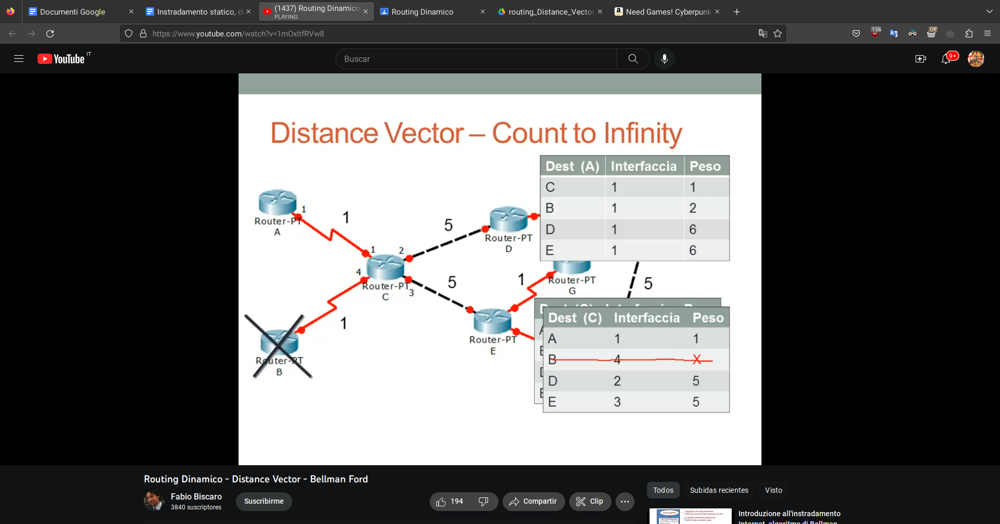 Documenti Google
Instradamento statico, di
(1437) Routing Dinamico
PLAYING
Routing Dinamico
routing_Distance_Vector
Need Games! Cyberpunk
https://www.youtube.com/watch?v=1mOxltfRVw8
136
Off
YouTube IT
Buscar
9+
Distance Vector – Count to Infinity
Dest (A) Interfaccia Peso
C 1 1
B 1 2
D 1 6
E 1 6
Router-PT
A
1
1
1
2
4
3
Router-PT
C
5
Router-PT
D
5
1
Router-PT
G
5
Router-PT
E
1
Router-PT
B
Dest (C) Interfaccia Peso
A 1 1
B 4 X
D 2 5
E 3 5
Routing Dinamico - Distance Vector - Bellman Ford
Fabio Biscaro
3840 suscriptores
Suscribirme
194
Compartir
Clip
Todos
Subidas recientes
Visto
Introduzione all'instradamento
Internet, algoritmo di Bellman